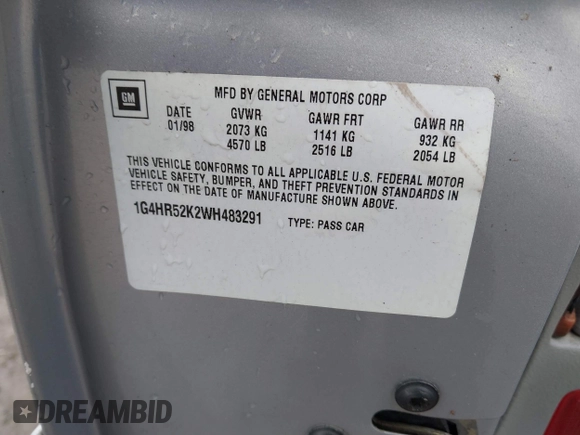 GM
MFD BY GENERAL MOTORS CORP
DATE GVWR GAWR FRT GAWR RR
01/98 2073 KG 1141 KG 932 KG
4570 LB 2516 LB 2054 LB
THIS VEHICLE CONFORMS TO ALL APPLICABLE U.S. FEDERAL MOTOR
VEHICLE SAFETY, BUMPER, AND THEFT PREVENTION STANDARDS IN
EFFECT ON THE DATE OF MANUFACTURE SHOWN ABOVE.
1G4HR52K2WH483291 TYPE: PASS CAR
DREAMBID